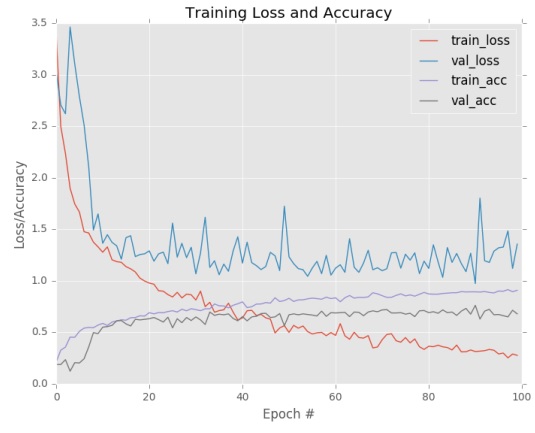 Training Loss and Accuracy
3.5
3.0
2.5
2.0
1.5
1.0
0.5
0.0
Loss/Accuracy
train_loss
val_loss
train_acc
val_acc
0
20
40
60
80
100
Epoch #